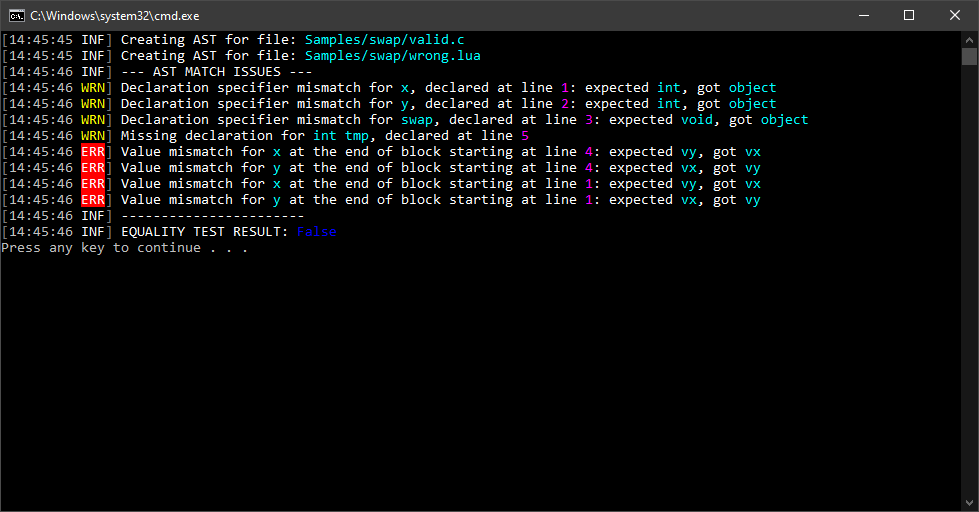 C:\Windows\system32\cmd.exe
[14:45:45 INF] Creating AST for file: Samples/swap/valid.c
[14:45:46 INF] Creating AST for file: Samples/swap/wrong.lua
[14:45:46 INF] --- AST MATCH ISSUES ---
[14:45:46 WRN] Declaration specifier mismatch for x, declared at line 1: expected int, got object
[14:45:46 WRN] Declaration specifier mismatch for y, declared at line 2: expected int, got object
[14:45:46 WRN] Declaration specifier mismatch for swap, declared at line 3: expected void, got object
[14:45:46 WRN] Missing declaration for int tmp, declared at line 5
[14:45:46 ERR] Value mismatch for x at the end of block starting at line 4: expected vy, got vx
[14:45:46 ERR] Value mismatch for y at the end of block starting at line 4: expected vx, got vy
[14:45:46 ERR] Value mismatch for x at the end of block starting at line 1: expected vy, got vx
[14:45:46 ERR] Value mismatch for y at the end of block starting at line 1: expected vx, got vy
[14:45:46 INF] -----------------------
[14:45:46 INF] EQUALITY TEST RESULT: False
Press any key to continue . . .